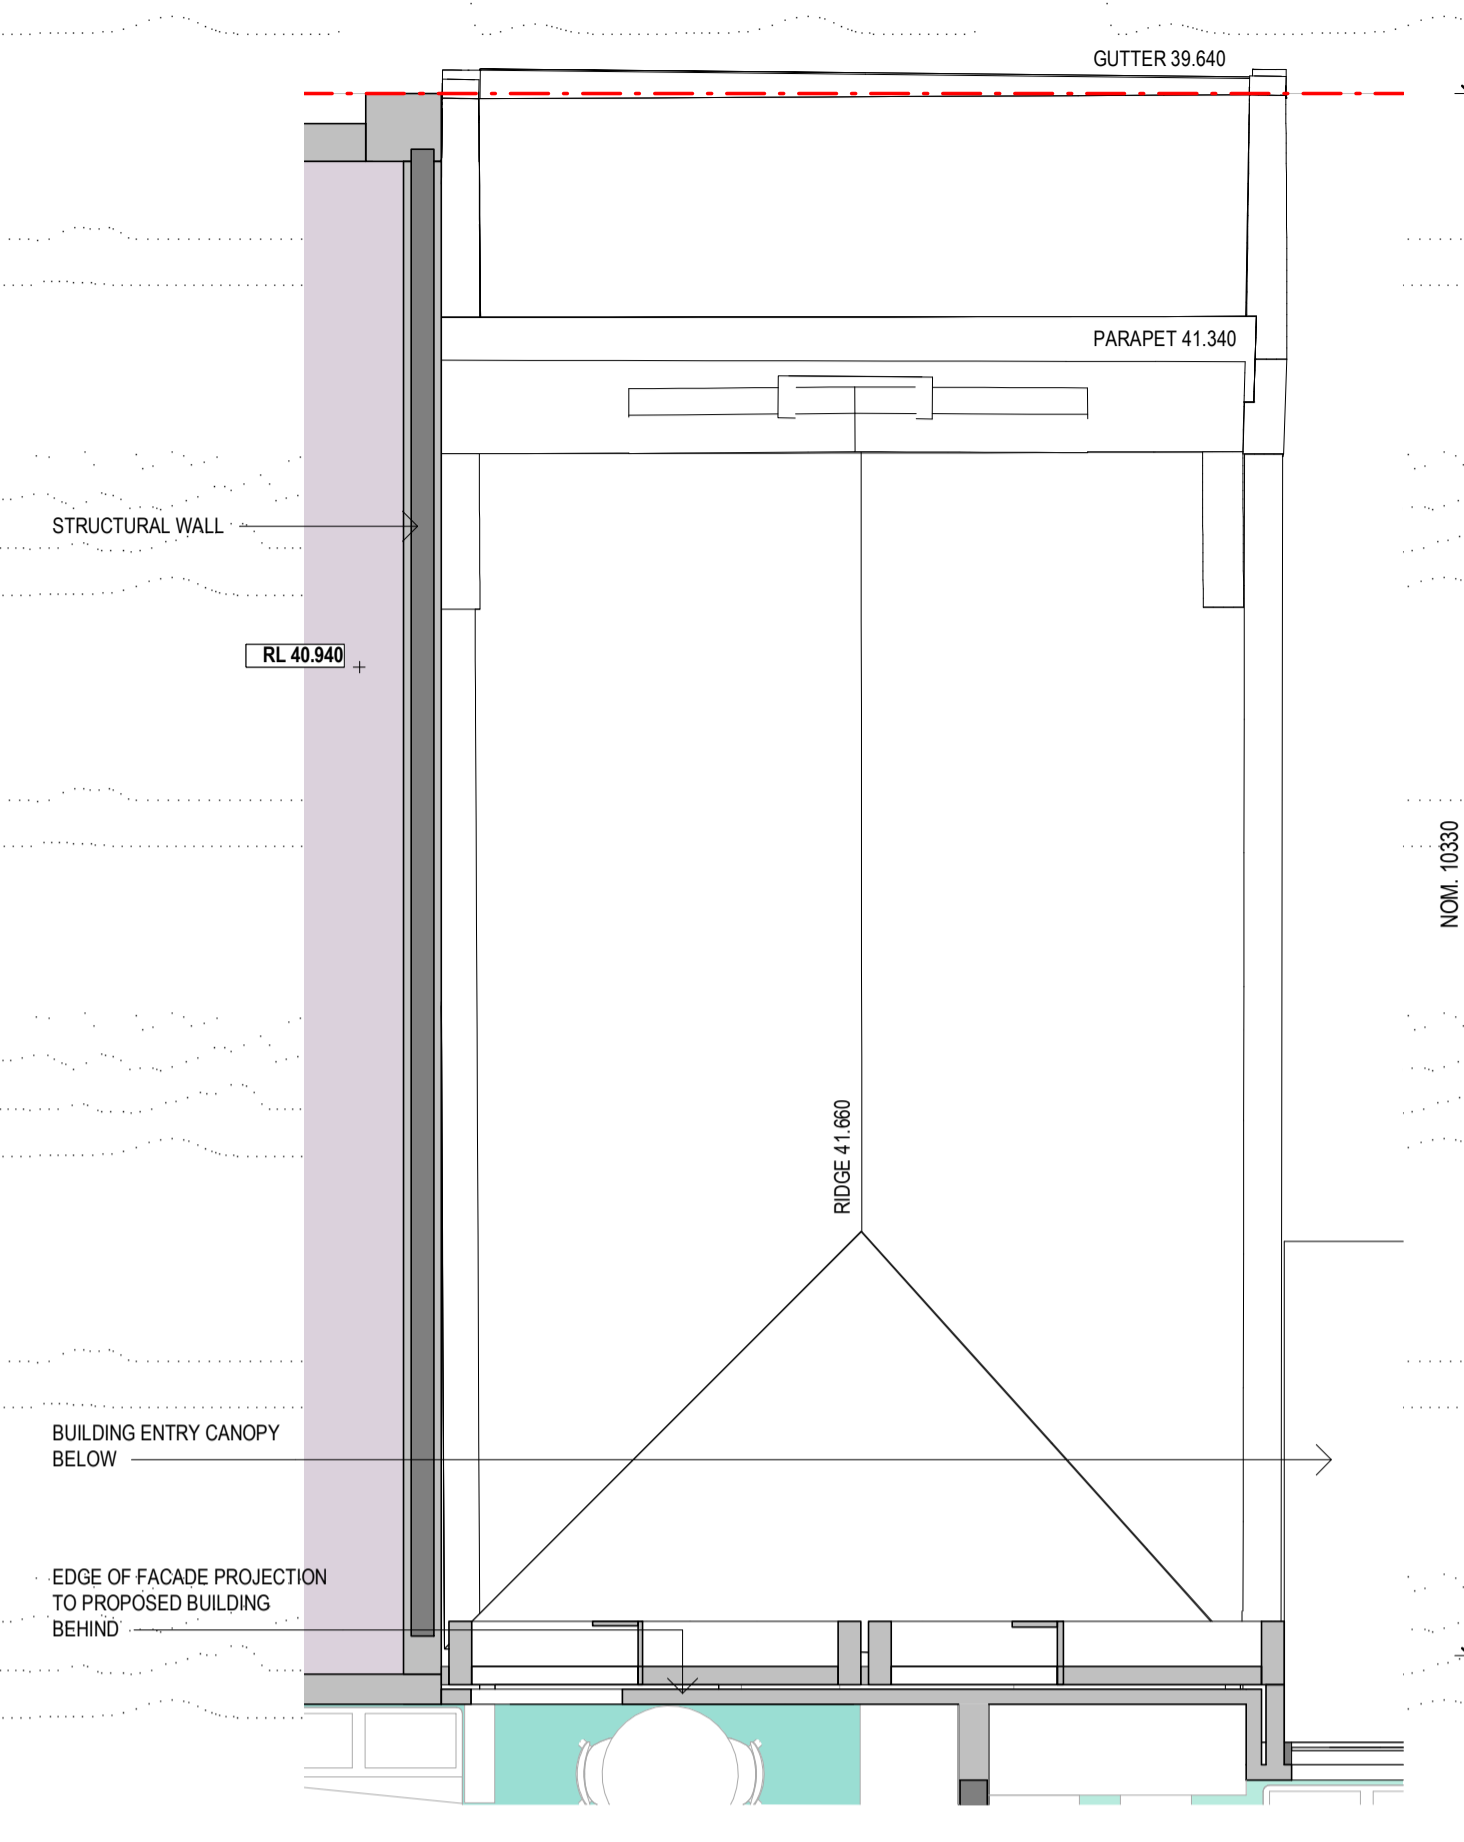 GUTTER 39.640
PARAPET 41.340
STRUCTURAL WALL
RL 40.940
NOM. 10330
RIDGE 41.660
BUILDING ENTRY CANOPY
BELOW
EDGE OF FACADE PROJECTION
TO PROPOSED BUILDING
BEHIND